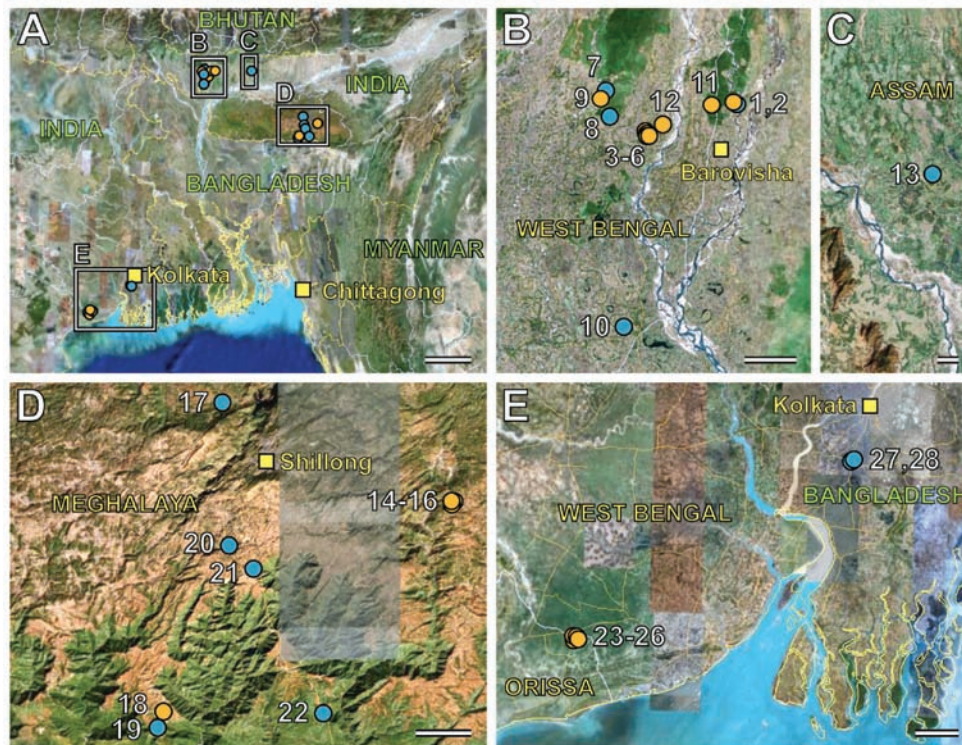 A
BHUTAN
B
C
INDIA
D
INDIA
BANGLADESH
MYANMAR
E
Kolkata
Chittagong
B
7
9
8
11
12
1,2
3-6
Barovisha
WEST BENGAL
10
C
ASSAM
13
D
17
Shillong
MEGHALAYA
14-16
20
21
18
19
22
E
Kolkata
27,28
WEST BENGAL
BANGLADESH
23-26
ORISSA